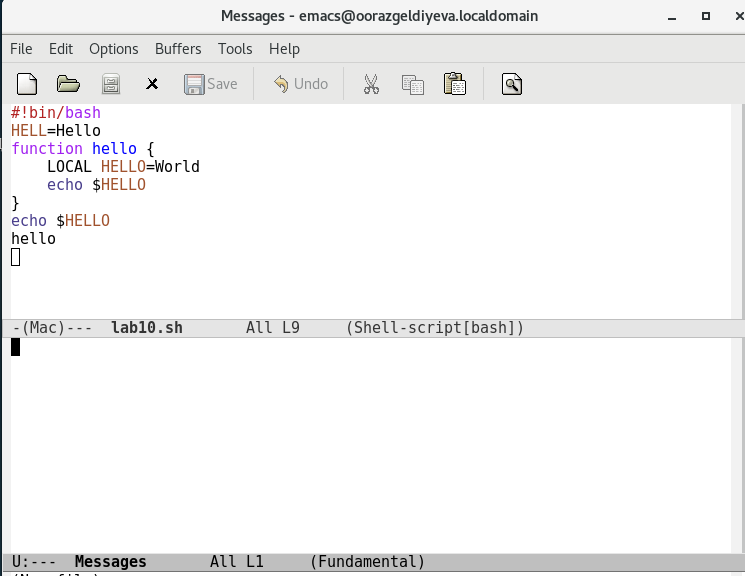 Messages - emacs@oorazgeldiyeva.localdomain
File Edit Options Buffers Tools Help
Save Undo
#!bin/bash
HELL=Hello
function hello {
    LOCAL HELLO=World
    echo $HELLO
}
echo $HELLO
hello
-(Mac)--- lab10.sh All L9 (Shell-script[bash])
U:--- Messages All L1 (Fundamental)